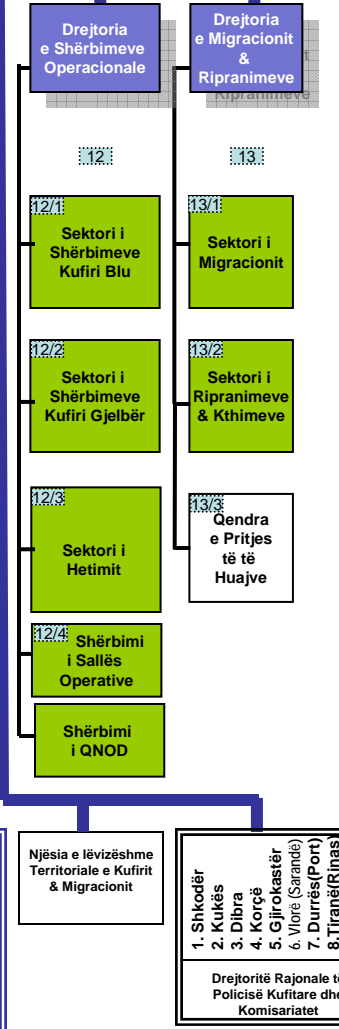 Drejtoria
e Shërbimeve
Operacionale
12
12/1
Sektori i
Shërbimeve
Kufiri Blu
12/2
Sektori i
Shërbimeve
Kufiri Gjelbër
12/3
Sektori i
Hetimit
12/4
Shërbimi
i Sallës
Operative
Shërbimi
i QNOD
Drejtoria
e Migracionit
&
Ripranimeve
Ripranimeve
13
13/1
Sektori i
Migracionit
13/2
Sektori i
Ripranimeve
& Kthimeve
13/3
Qendra
e Pritjes
të të
Huajve
Njësia e lëvizëshme
Territoriale e Kufirit
& Migracionit
1. Shkodër
2. Kukës
3. Dibra
4. Korçë
5. Gjirokastër
6. Vlorë (Sarandë)
7. Durrës(Port)
8.Tiranë(Rinas)
Drejtoritë Rajonale të
Policisë Kufitare dhe
Komisariatet